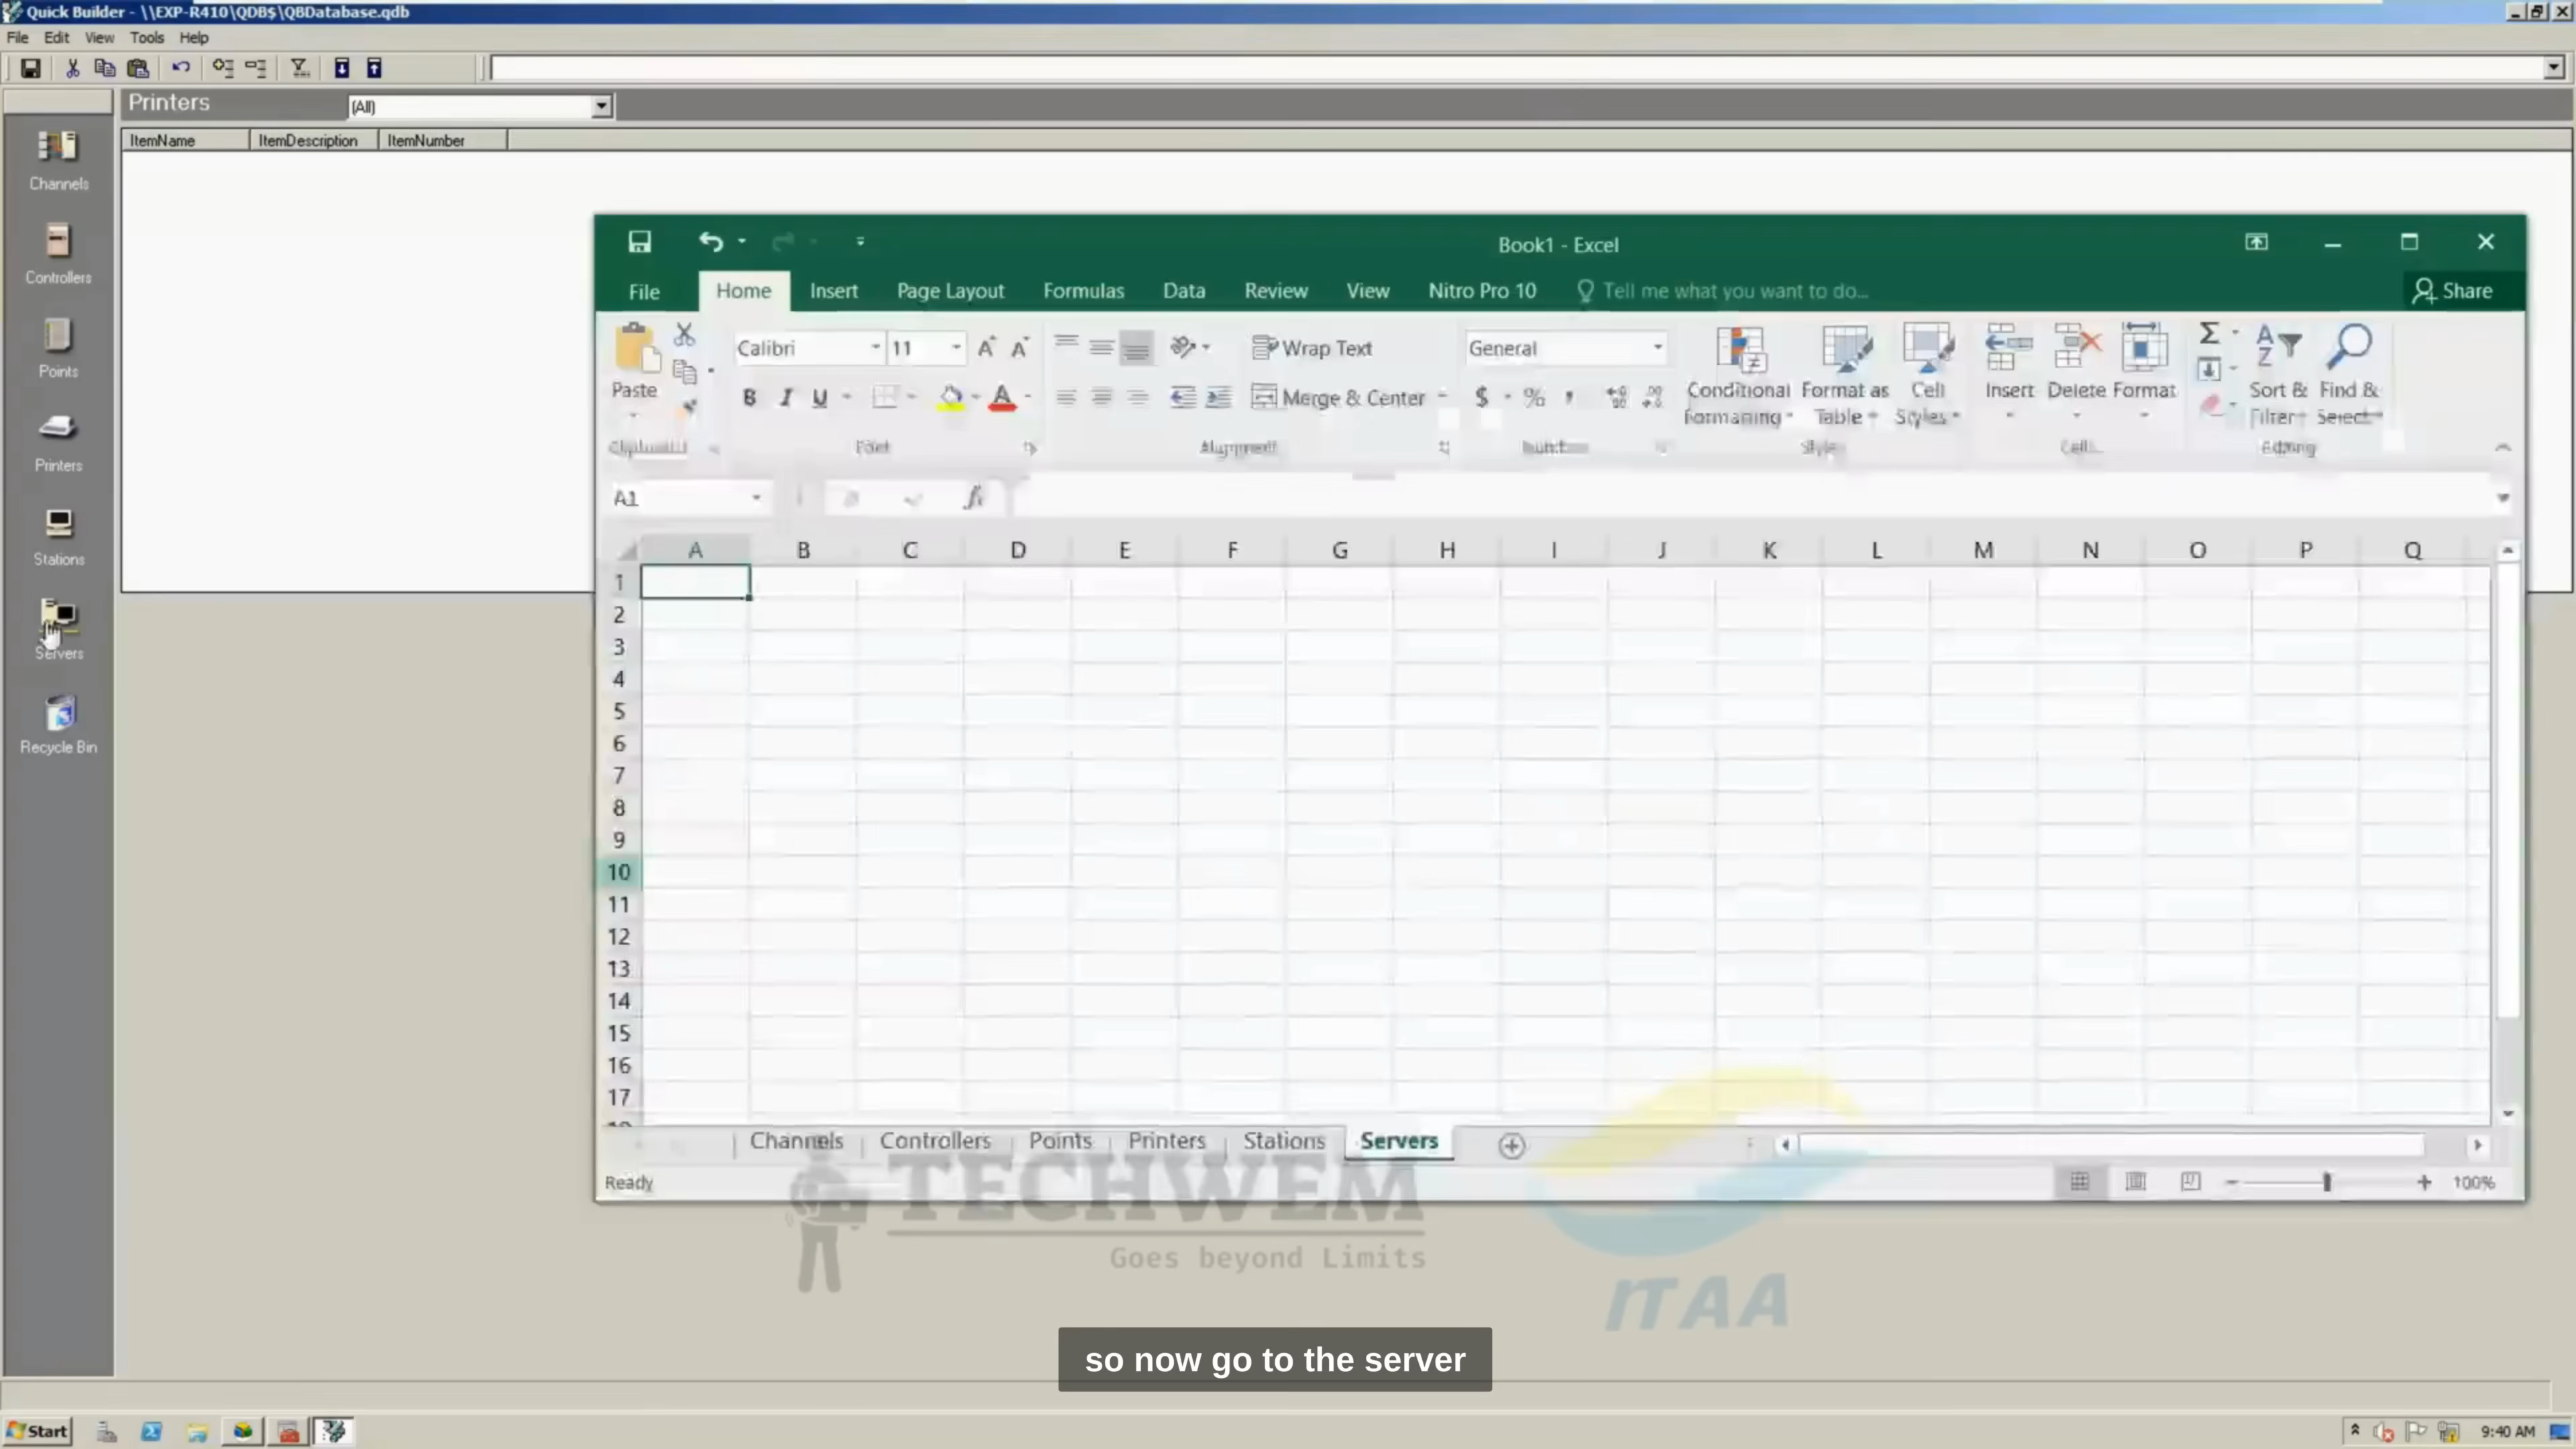 Quick Builder - \\EXP-R410\QDB$\QBDatabase.qdb
File Edit View Tools Help
Printers (All)
ItemName ItemDescription ItemNumber
Channels
Controllers
Points
Printers
Stations
Servers
Recycle Bin
Book1 - Excel
File Home Insert Page Layout Formulas Data Review View Nitro Pro 10 Tell me what you want to do... Share
Paste
Calibri 11
B I U
Wrap Text
Merge & Center
General
$ % ,
Conditional
Format as
Table
Cell
Styles
Insert Delete Format
Sort &
Filter
Find &
Select
Font Alignment Styles Editing
A1 fx
A B C D E F G H I J K L M N O P Q
1
2
3
4
5
6
7
8
9
10
11
12
13
14
15
16
17
Channels Controllers Points Printers Stations Servers
Ready 100%
TECHWEM
Goes beyond Limits
ITAA
so now go to the server
Start 9:40 AM